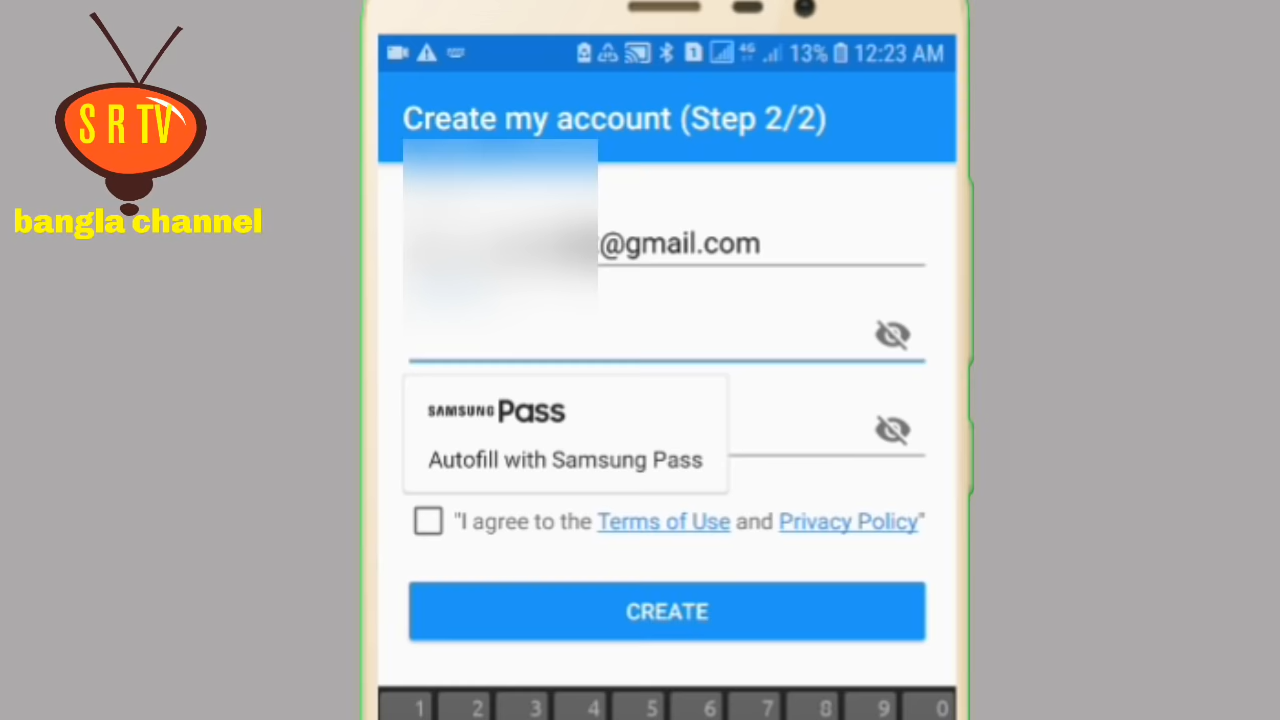 S R TV
bangla channel
4G 13% 12:23 AM
Create my account (Step 2/2)
@gmail.com
SAMSUNG Pass
Autofill with Samsung Pass
"I agree to the Terms of Use and Privacy Policy"
CREATE
1 2 3 4 5 6 7 8 9 0